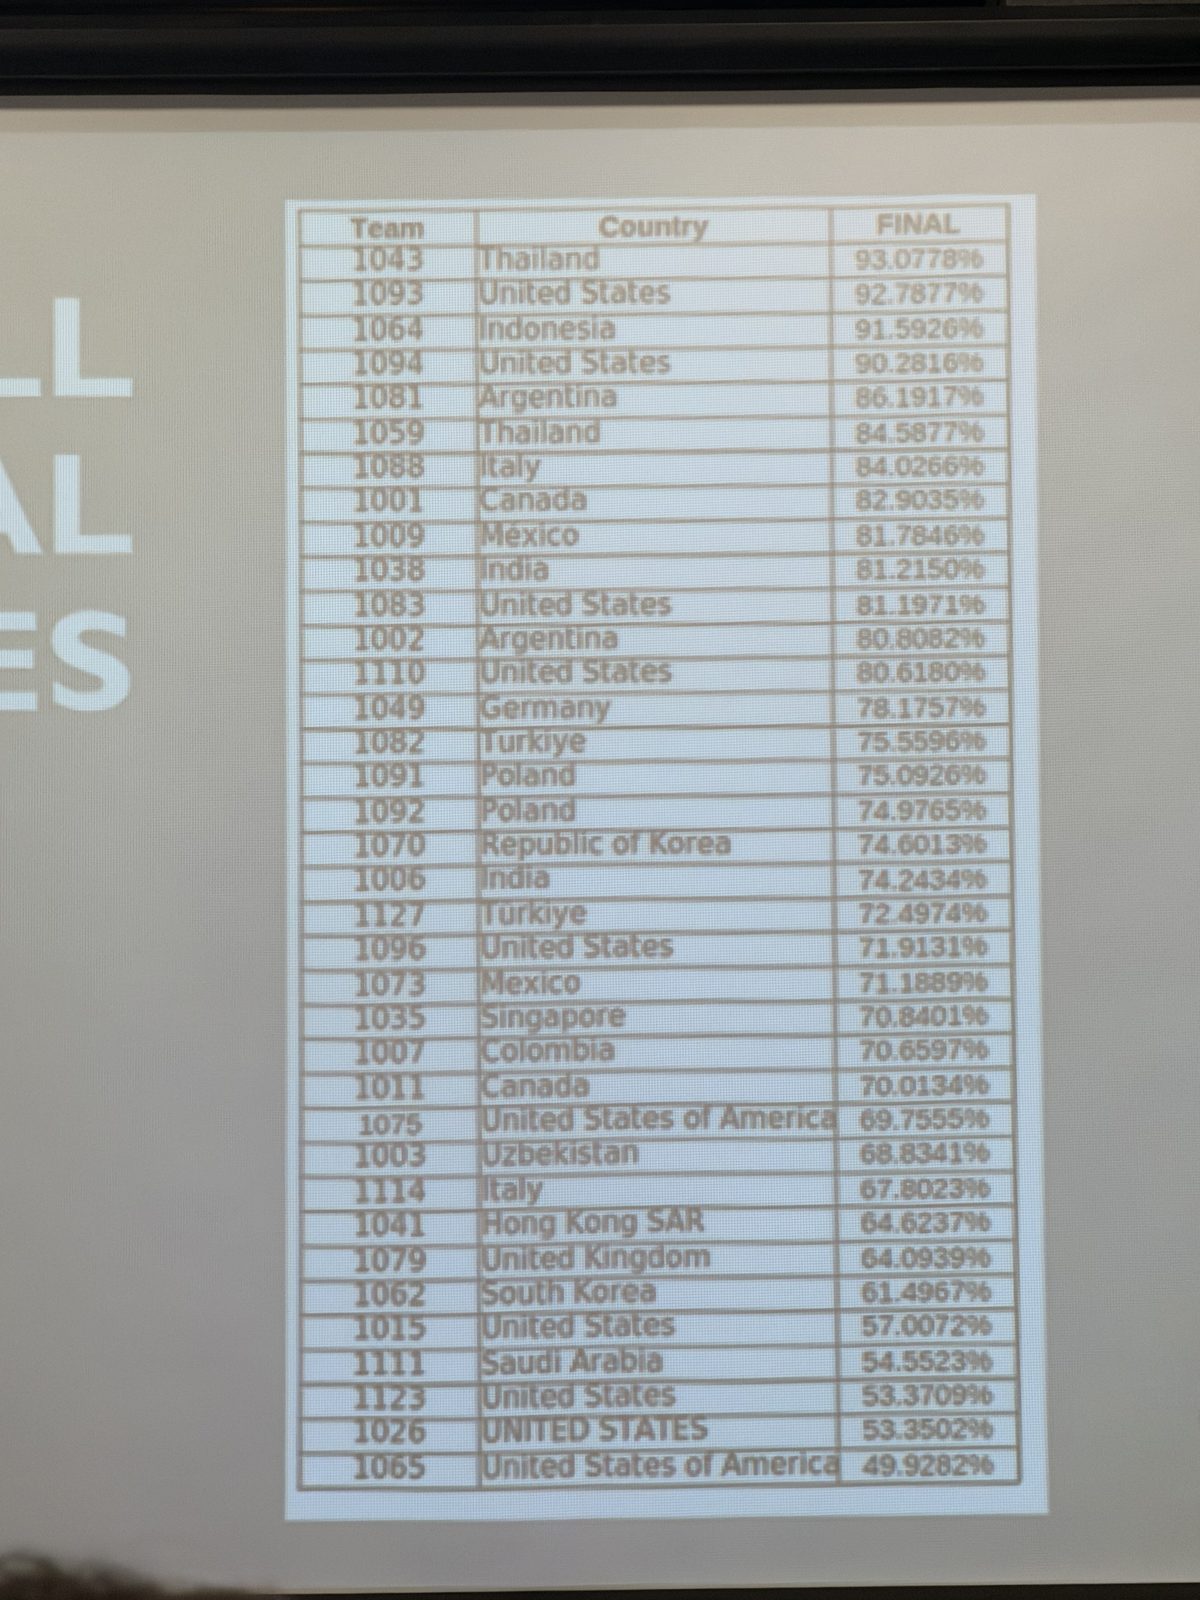 LL
AL
ES
Team Country FINAL
1043 Thailand 93.0778%
1093 United States 92.7877%
1064 Indonesia 91.5926%
1094 United States 90.2816%
1081 Argentina 86.1917%
1059 Thailand 84.5877%
1088 Italy 84.0266%
1001 Canada 82.9035%
1009 México 81.7846%
1038 India 81.2150%
1083 United States 81.1971%
1002 Argentina 80.8082%
1110 United States 80.6180%
1049 Germany 78.1757%
1082 Türkiye 75.5596%
1091 Poland 75.0926%
1092 Poland 74.9765%
1070 Republic of Korea 74.6013%
1006 India 74.2434%
1127 Türkiye 72.4974%
1096 United States 71.9131%
1073 Mexico 71.1889%
1035 Singapore 70.8401%
1007 Colombia 70.6597%
1011 Canada 70.0134%
1075 United States of America 69.7555%
1003 Uzbekistan 68.8341%
1114 Italy 67.8023%
1041 Hong Kong SAR 64.6237%
1079 United Kingdom 64.0939%
1062 South Korea 61.4967%
1015 United States 57.0072%
1111 Saudi Arabia 54.5523%
1123 United States 53.3709%
1026 UNITED STATES 53.3502%
1065 United States of America 49.9282%